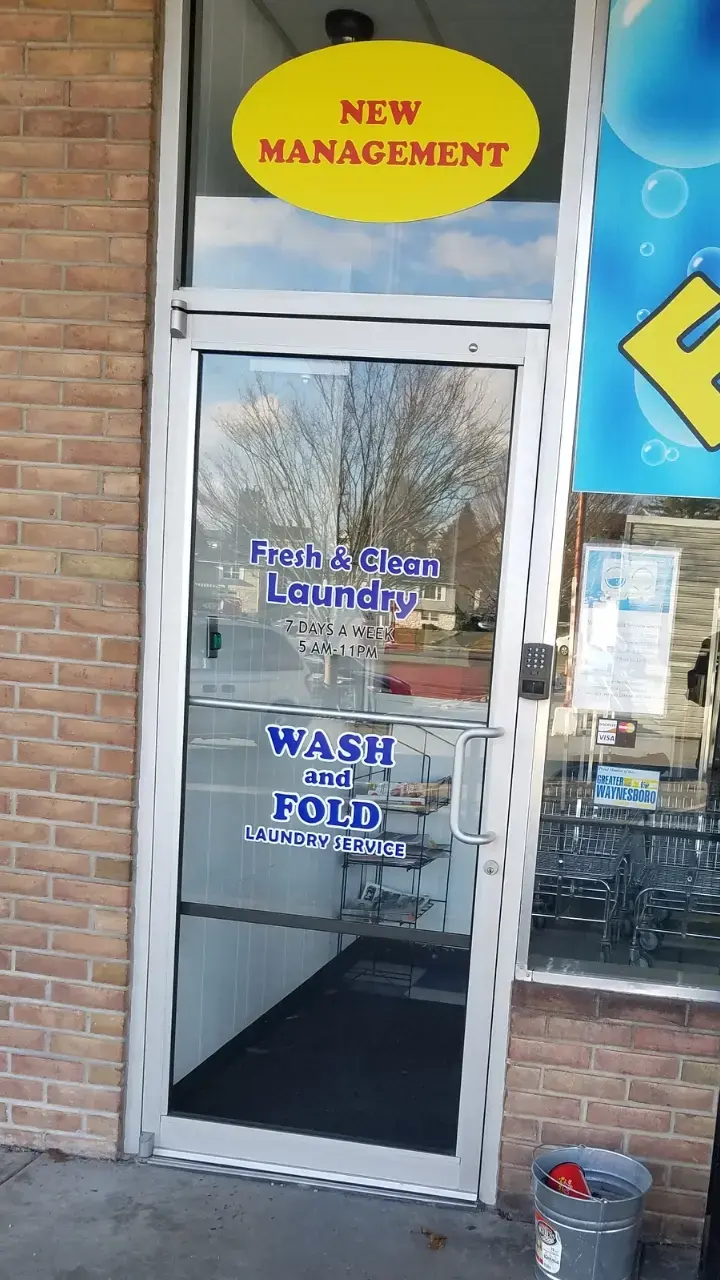 NEW
MANAGEMENT
Fresh & Clean
Laundry
7 DAYS A WEEK
5 AM-11PM
WASH
and
FOLD
LAUNDRY SERVICE
VISA
GREATER
WAYNESBORO